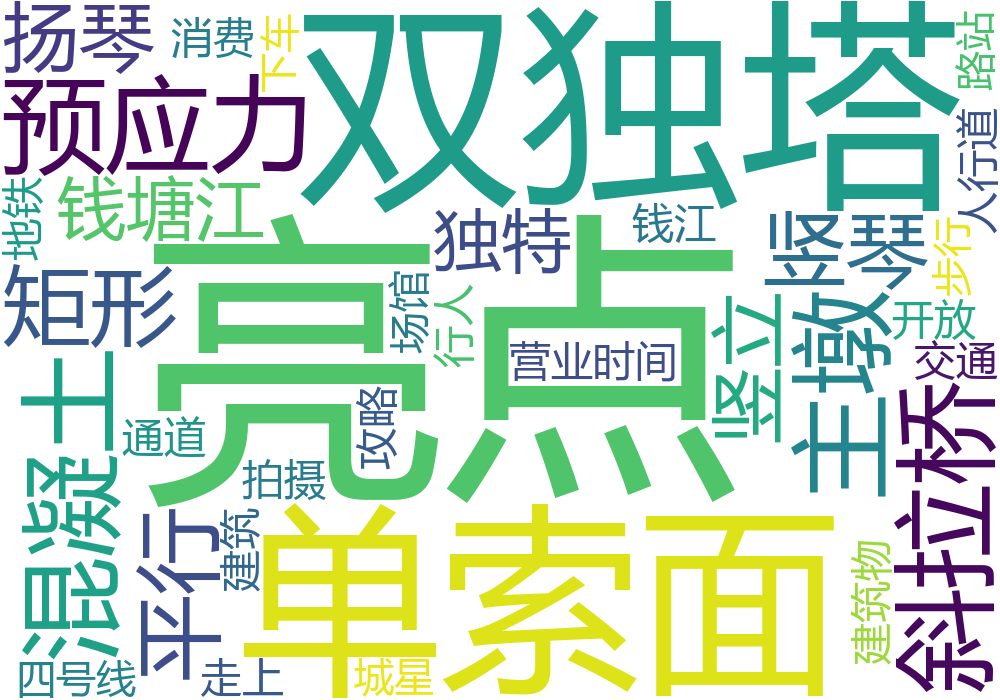 扬琴
消费
下车
双独塔
路站
预应力
人行道
钱塘江
地铁
独特
钱江
竖琴
步行
矩形
亮点
场馆
行人
营业时间
竖立
主墩
开放
交通
混凝土
通道
攻略
拍摄
斜拉桥
平行
建筑
单索面
建筑物
四号线
走上
城星